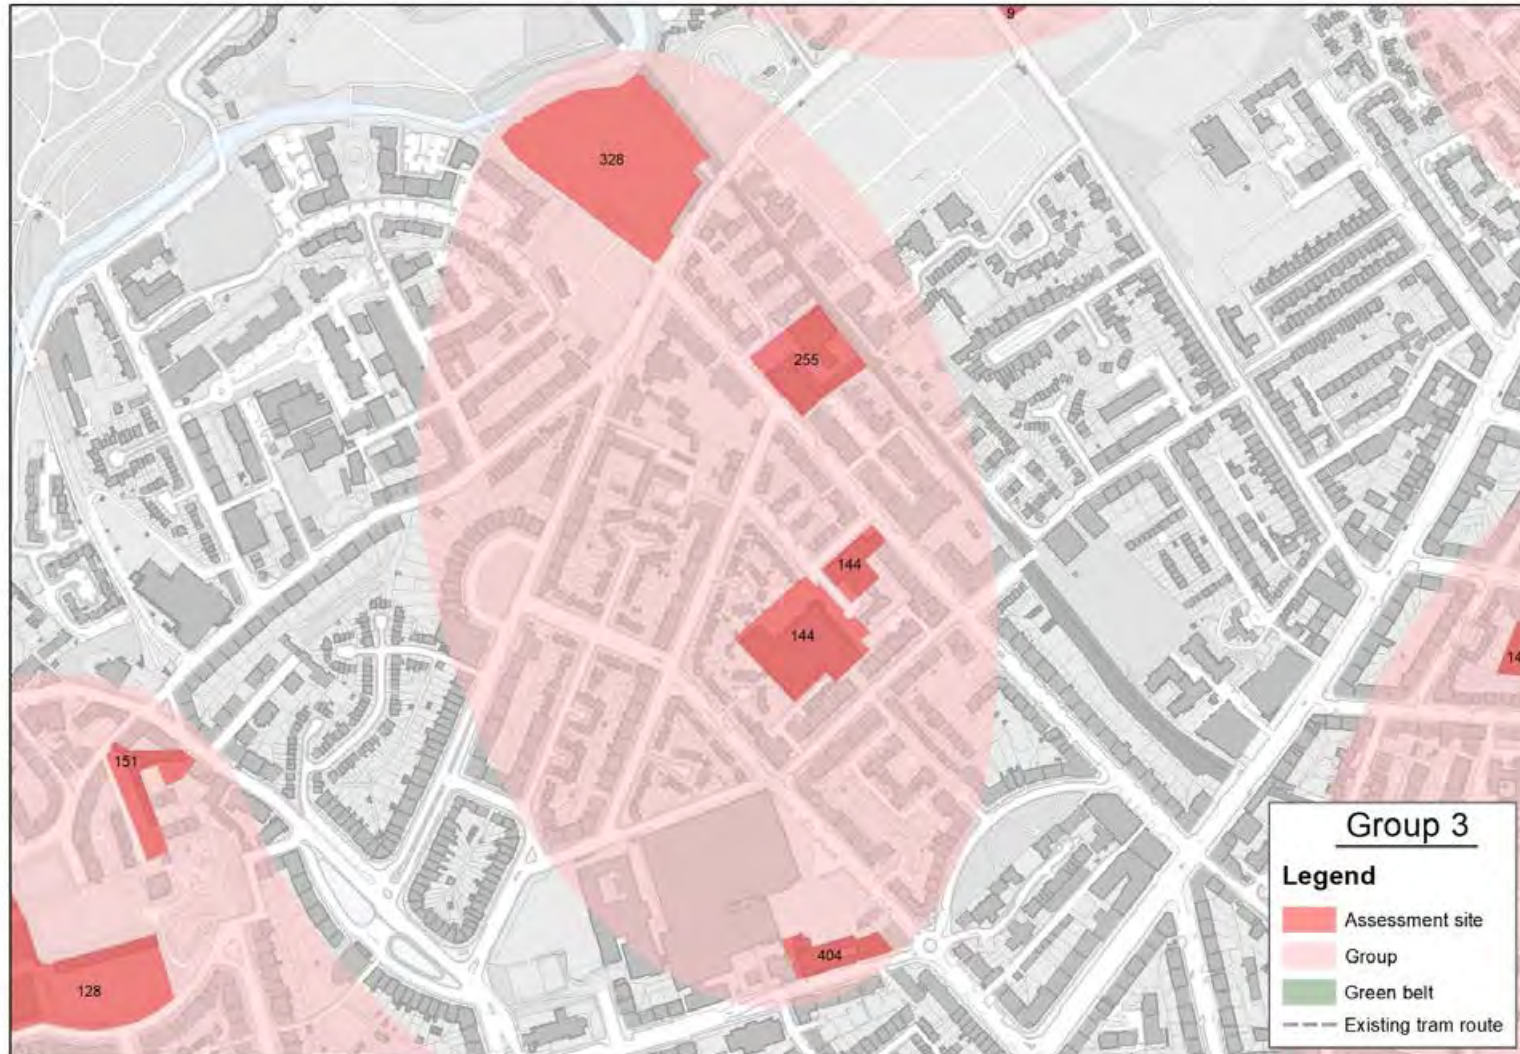 9
328
255
144
144
14
151
404
128
Group 3
Legend
Assessment site
Group
Green belt
Existing tram route